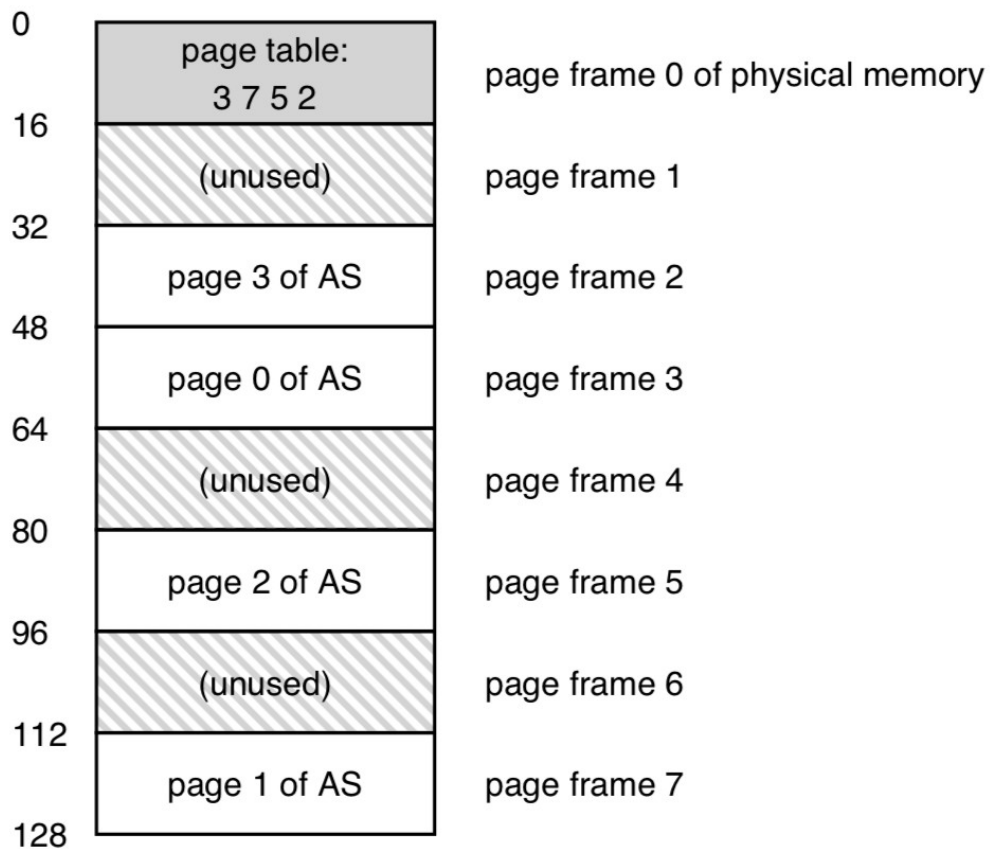 0
page table:
3 7 5 2
page frame 0 of physical memory
16
(unused)
page frame 1
32
page 3 of AS
page frame 2
48
page 0 of AS
page frame 3
64
(unused)
page frame 4
80
page 2 of AS
page frame 5
96
(unused)
page frame 6
112
page 1 of AS
page frame 7
128